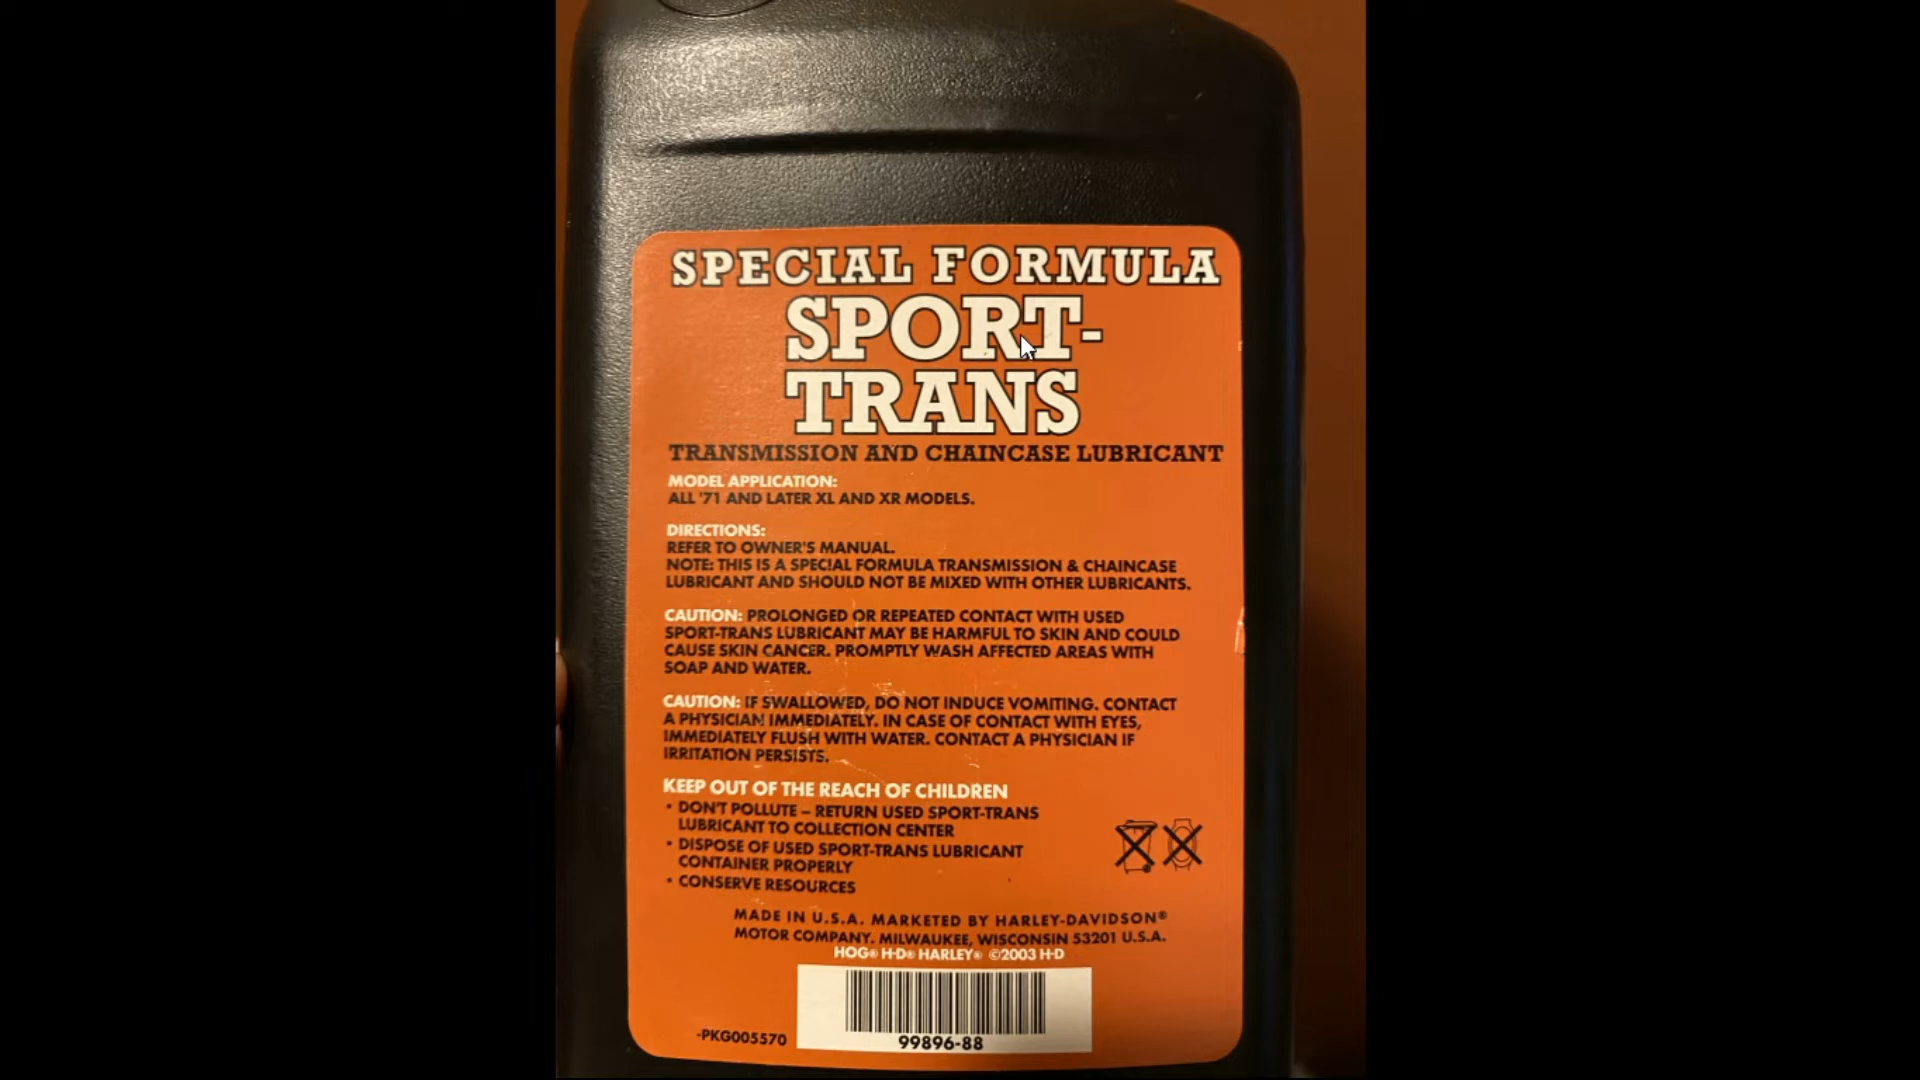 SPECIAL FORMULA
SPORT-
TRANS
TRANSMISSION AND CHAINCASE LUBRICANT
MODEL APPLICATION:
ALL '71 AND LATER XL AND XR MODELS.
DIRECTIONS:
REFER TO OWNER'S MANUAL.
NOTE: THIS IS A SPECIAL FORMULA TRANSMISSION & CHAINCASE
LUBRICANT AND SHOULD NOT BE MIXED WITH OTHER LUBRICANTS.
CAUTION: PROLONGED OR REPEATED CONTACT WITH USED
SPORT-TRANS LUBRICANT MAY BE HARMFUL TO SKIN AND COULD
CAUSE SKIN CANCER. PROMPTLY WASH AFFECTED AREAS WITH
SOAP AND WATER.
CAUTION: IF SWALLOWED, DO NOT INDUCE VOMITING. CONTACT
A PHYSICIAN IMMEDIATELY. IN CASE OF CONTACT WITH EYES,
IMMEDIATELY FLUSH WITH WATER. CONTACT A PHYSICIAN IF
IRRITATION PERSISTS.
KEEP OUT OF THE REACH OF CHILDREN
• DON'T POLLUTE – RETURN USED SPORT-TRANS
LUBRICANT TO COLLECTION CENTER
• DISPOSE OF USED SPORT-TRANS LUBRICANT
CONTAINER PROPERLY
• CONSERVE RESOURCES
MADE IN U.S.A. MARKETED BY HARLEY-DAVIDSON®
MOTOR COMPANY. MILWAUKEE, WISCONSIN 53201 U.S.A.
HOG® H-D® HARLEY® ©2003 H-D
-PKG005570
99896-88